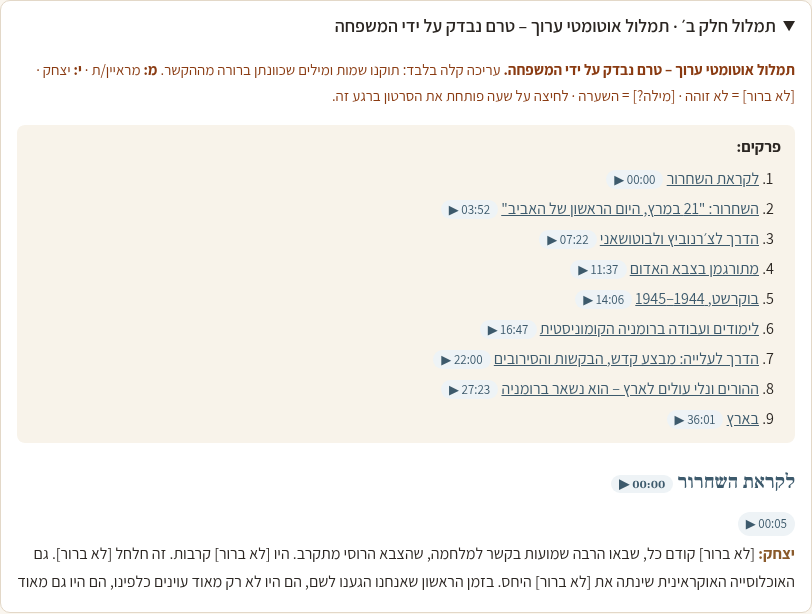 ▼ תמלול חלק ב׳ · תמלול אוטומטי ערוך – טרם נבדק על ידי המשפחה
תמלול אוטומטי ערוך – טרם נבדק על ידי המשפחה. עריכה קלה בלבד: תוקנו שמות ומילים שכוונתן ברורה מההקשר. מ: מראיין/ת · י: יצחק ·
[לא ברור] = לא זוהה · [מילה?] = השערה · לחיצה על שעה פותחת את הסרטון ברגע זה.
פרקים:
1. לקראת השחרור 00:00 ▶
2. השחרור: "21 במרץ, היום הראשון של האביב" 03:52 ▶
3. הדרך לצ׳רנוביץ ולבוטושאני 07:22 ▶
4. מתורגמן בצבא האדום 11:37 ▶
5. בוקרשט, 1944–1945 14:06 ▶
6. לימודים ועבודה ברומניה הקומוניסטית 16:47 ▶
7. הדרך לעלייה: מבצע קדש, הבקשות והסירובים 22:00 ▶
8. ההורים ונלי עולים לארץ – הוא נשאר ברומניה 27:23 ▶
9. בארץ 36:01 ▶
לקראת השחרור 00:00 ▶
00:05 ▶
יצחק: [לא ברור] קודם כל, שבאו הרבה שמועות בקשר למלחמה, שהצבא הרוסי מתקרב. היו [לא ברור] קרבות. זה חלחל [לא ברור]. גם
האוכלוסייה האוקראינית שינתה את [לא ברור] היחס. בזמן הראשון שאנחנו הגענו לשם, הם היו לא רק מאוד עוינים כלפינו, הם היו גם מאוד